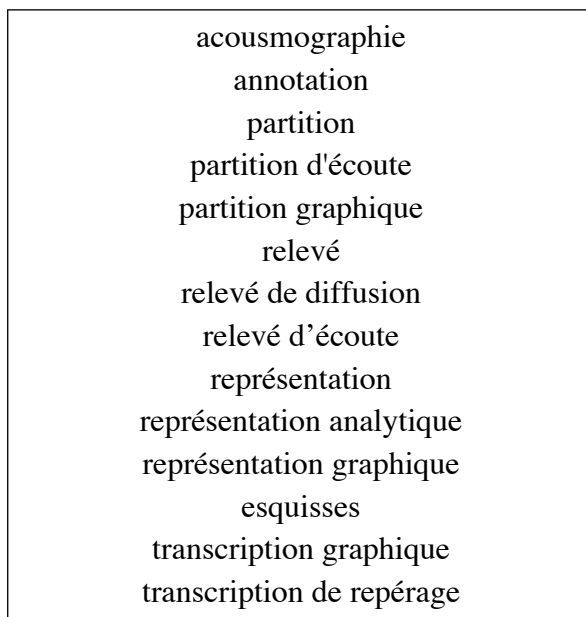 acousmographie
annotation
partition
partition d'écoute
partition graphique
relevé
relevé de diffusion
relevé d’écoute
représentation
représentation analytique
représentation graphique
esquisses
transcription graphique
transcription de repérage